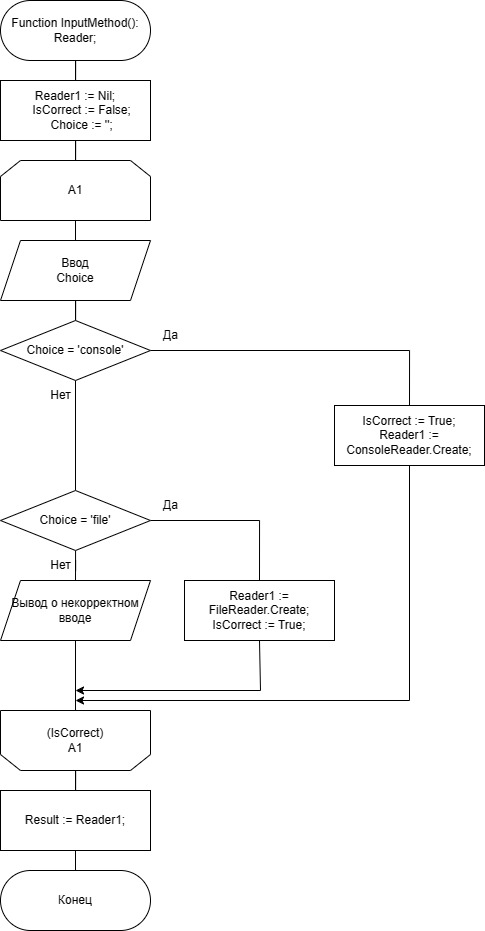 Function InputMethod():
Reader;
Reader1 := Nil;
IsCorrect := False;
Choice := '';
A1
Ввод
Choice
Choice = 'console'
Да
Нет
IsCorrect := True;
Reader1 :=
ConsoleReader.Create;
Choice = 'file'
Да
Нет
Вывод о некорректном
вводе
Reader1 :=
FileReader.Create;
IsCorrect := True;
(IsCorrect)
A1
Result := Reader1;
Конец